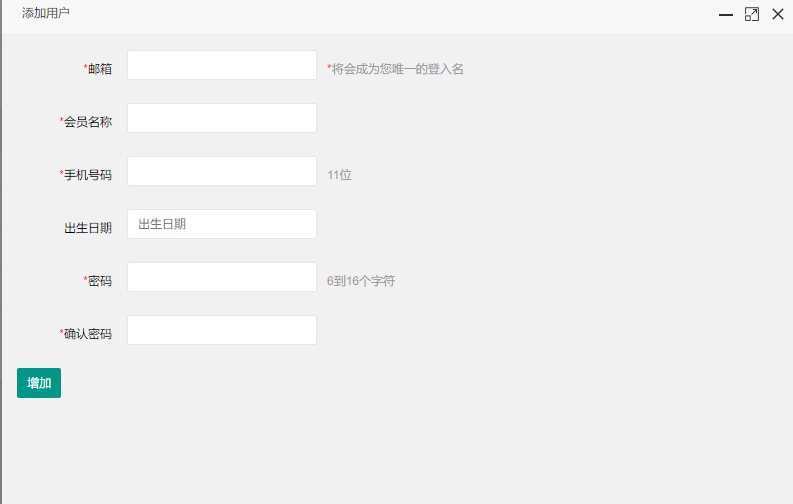 添加用户
*邮箱 *将会成为您唯一的登入名
*会员名称
*手机号码 11位
出生日期 出生日期
*密码 6到16个字符
*确认密码
增加